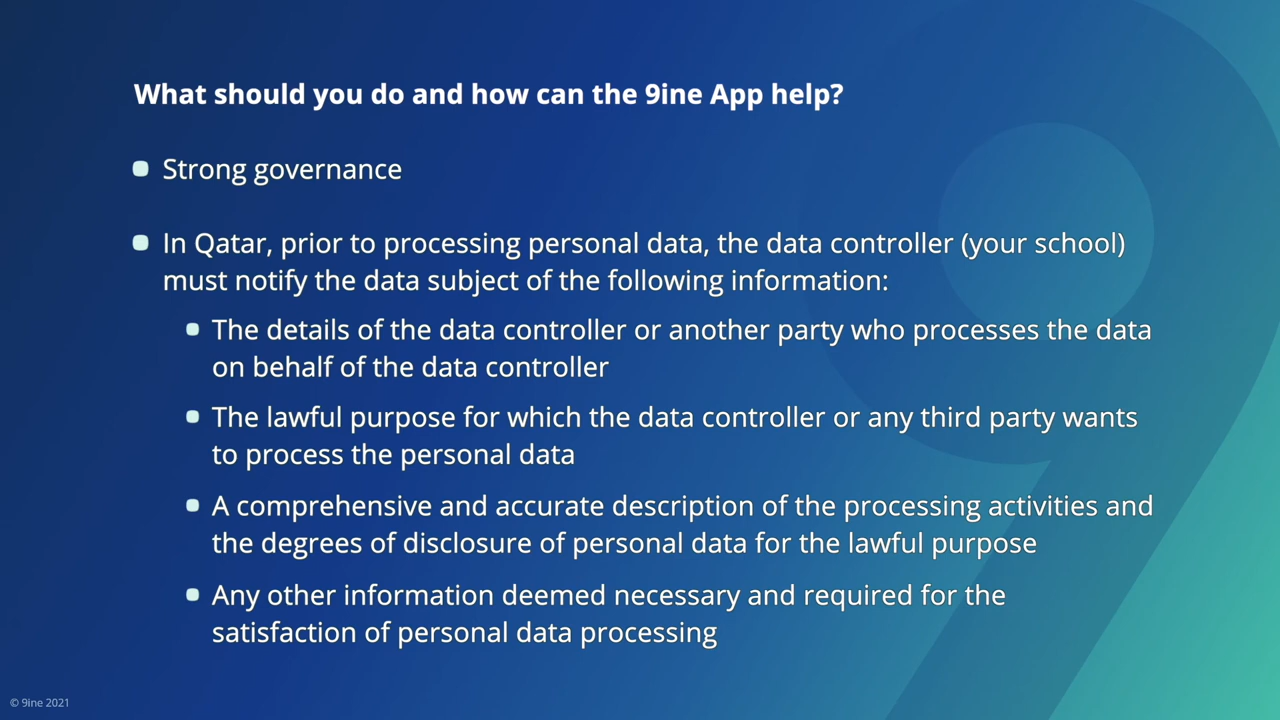 What should you do and how can the 9ine App help?
Strong governance
In Qatar, prior to processing personal data, the data controller (your school)
must notify the data subject of the following information:
The details of the data controller or another party who processes the data
on behalf of the data controller
The lawful purpose for which the data controller or any third party wants
to process the personal data
A comprehensive and accurate description of the processing activities and
the degrees of disclosure of personal data for the lawful purpose
Any other information deemed necessary and required for the
satisfaction of personal data processing
© 9ine 2021